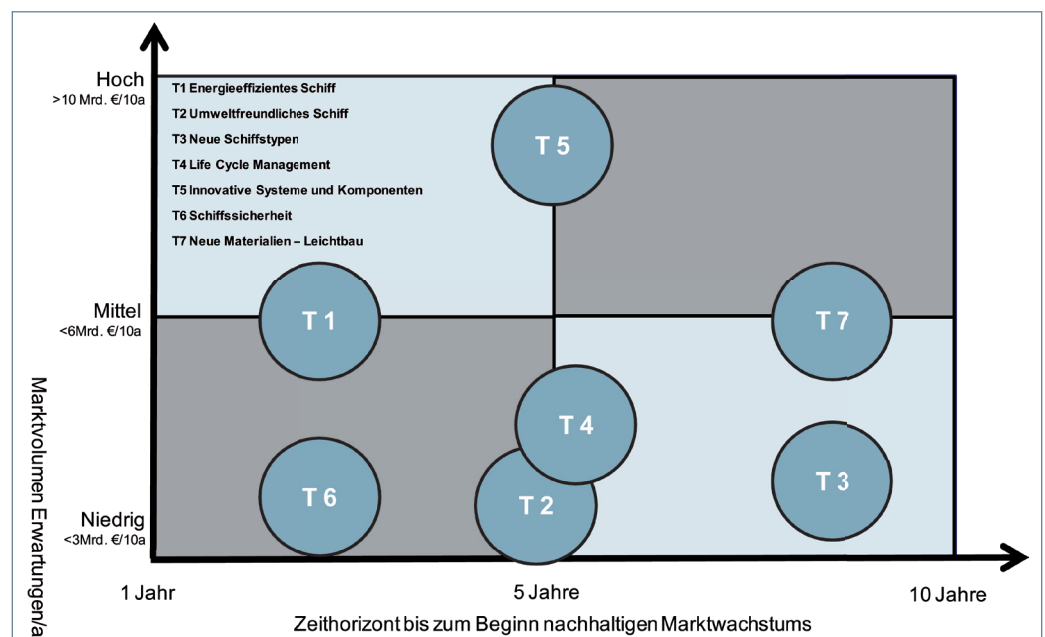 Hoch
>10 Mrd. €/10a
T1 Energieeffizientes Schiff
T2 Umweltfreundliches Schiff
T3 Neue Schiffstypen
T4 Life Cycle Management
T5 Innovative Systeme und Komponenten
T6 Schiffssicherheit
T7 Neue Materialien – Leichtbau
T 5
Mittel
<6Mrd. €/10a
T 1
T 7
T 4
T 6
T 2
T 3
Niedrig
<3Mrd. €/10a
Marktvolumen Erwartungen/a
1 Jahr
5 Jahre
10 Jahre
Zeithorizont bis zum Beginn nachhaltigen Marktwachstums